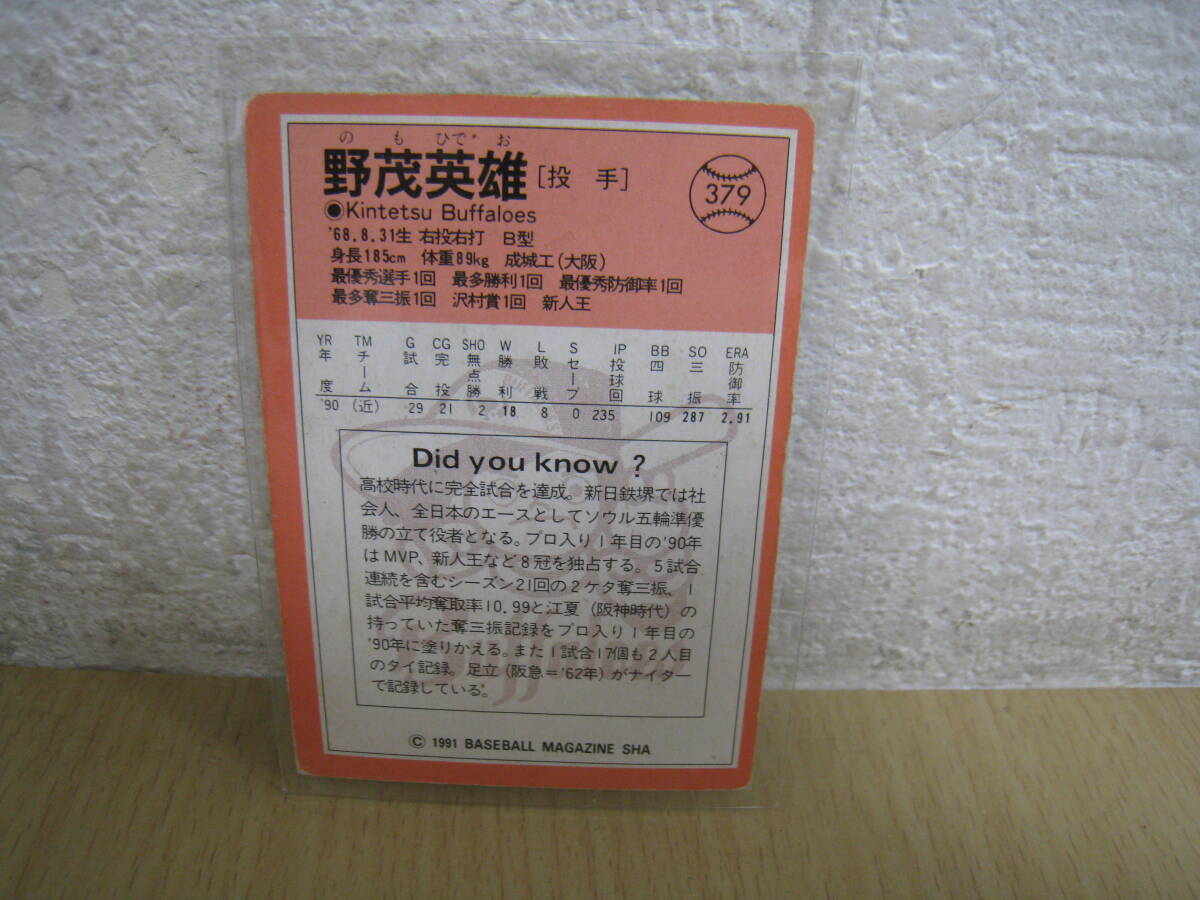 のも ひでお
野茂英雄 [投 手]
379
●Kintetsu Buffaloes
'68.8.31生 右投右打 B型
身長185cm 体重89kg 成城工(大阪)
最優秀選手1回 最多勝利1回 最優秀防御率1回
最多奪三振1回 沢村賞1回 新人王
YR TM G CG SHO W L S IP BB SO ERA
年度 チーム 試合 完投 無点勝 勝利 敗戦 セーブ 投球回 四球 三振 防御率
'90 (近) 29 21 2 18 8 0 235 109 287 2.91
Did you know ?
高校時代に完全試合を達成。新日鉄堺では社
会人、全日本のエースとしてソウル五輪準優
勝の立て役者となる。プロ入り1年目の'90年
はMVP、新人王など8冠を独占する。5試合
連続を含むシーズン21回の2ケタ奪三振、1
試合平均奪取率10.99と江夏(阪神時代)の
持っていた奪三振記録をプロ入り1年目の
'90年に塗りかえる。また1試合17個も2人目
のタイ記録。足立(阪急='62年)がナイター
で記録している。
© 1991 BASEBALL MAGAZINE SHA